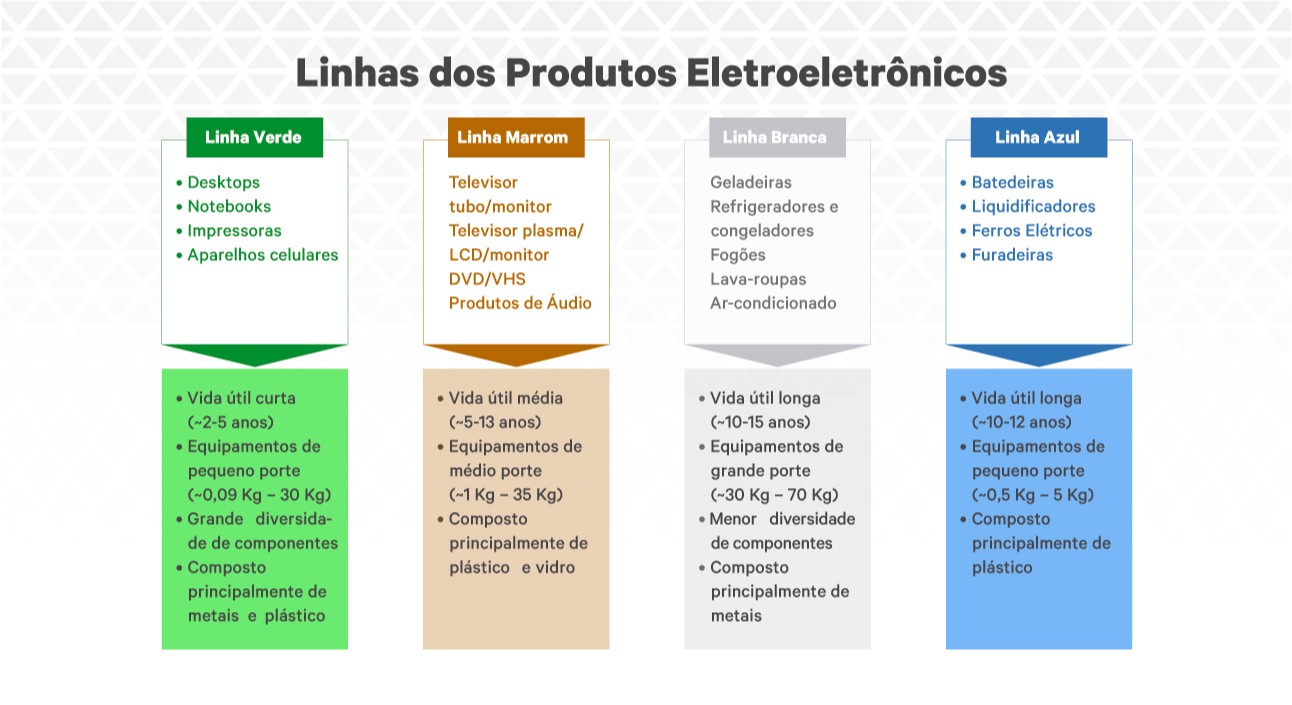 Linhas dos Produtos Eletroeletrônicos
Linha Verde
• Desktops
• Notebooks
• Impressoras
• Aparelhos celulares
• Vida útil curta
(~2-5 anos)
• Equipamentos de
pequeno porte
(~0,09 Kg – 30 Kg)
• Grande diversida-
de de componentes
• Composto
principalmente de
metais e plástico
Linha Marrom
Televisor
tubo/monitor
Televisor plasma/
LCD/monitor
DVD/VHS
Produtos de Áudio
• Vida útil média
(~5-13 anos)
• Equipamentos de
médio porte
(~1 Kg – 35 Kg)
• Composto
principalmente de
plástico e vidro
Linha Branca
Geladeiras
Refrigeradores e
congeladores
Fogões
Lava-roupas
Ar-condicionado
• Vida útil longa
(~10-15 anos)
• Equipamentos de
grande porte
(~30 Kg – 70 Kg)
• Menor diversidade
de componentes
• Composto
principalmente de
metais
Linha Azul
• Batedeiras
• Liquidificadores
• Ferros Elétricos
• Furadeiras
• Vida útil longa
(~10-12 anos)
• Equipamentos de
pequeno porte
(~0,5 Kg – 5 Kg)
• Composto
principalmente de
plástico